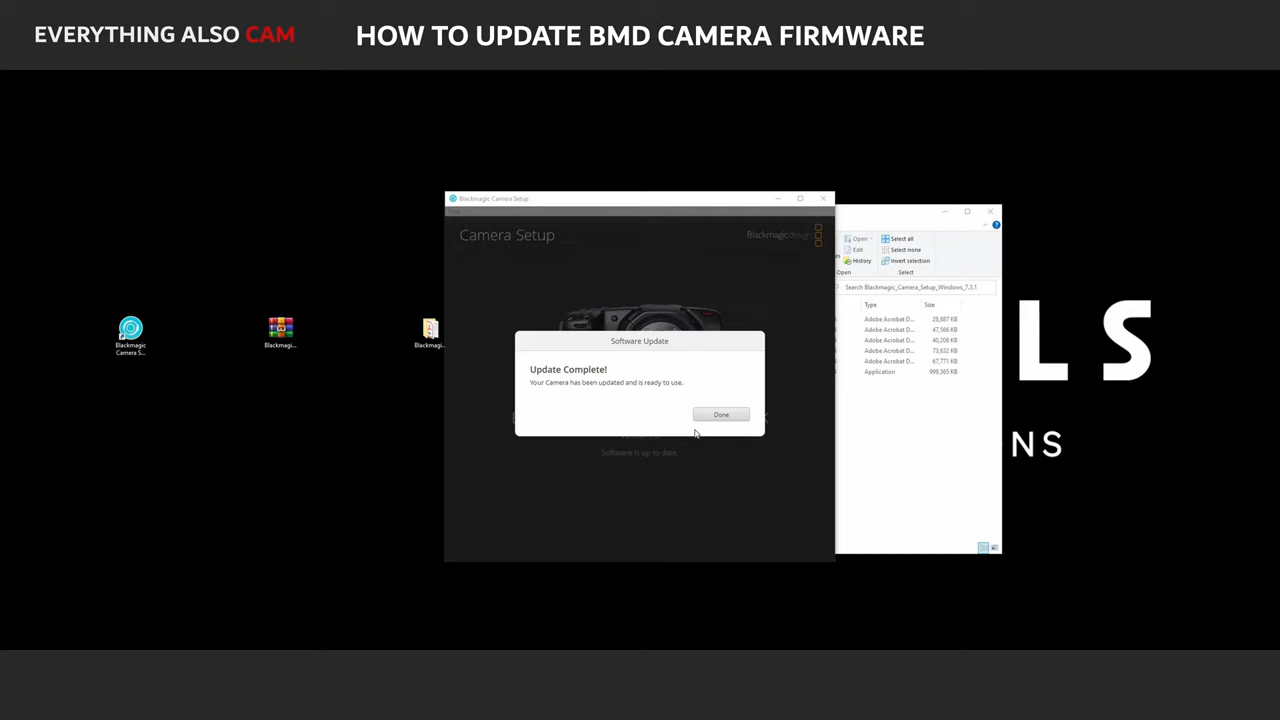 EVERYTHING ALSO CAM
HOW TO UPDATE BMD CAMERA FIRMWARE
Blackmagic Camera Setup
Help
Camera Setup
Blackmagicdesign
Software Update
Update Complete!
Your Camera has been updated and is ready to use.
Done
Software is up to date.
Open
Edit
History
Open
Select all
Select none
Invert selection
Select
Search Blackmagic_Camera_Setup_Windows_7.3.1
Type
Size
Adobe Acrobat D... 28,887 KB
Adobe Acrobat D... 47,566 KB
Adobe Acrobat D... 40,206 KB
Adobe Acrobat D... 73,632 KB
Adobe Acrobat D... 67,771 KB
Application 999,365 KB
Blackmagic
Camera S...
Blackmagi...
Blackmagi...
LS
NS